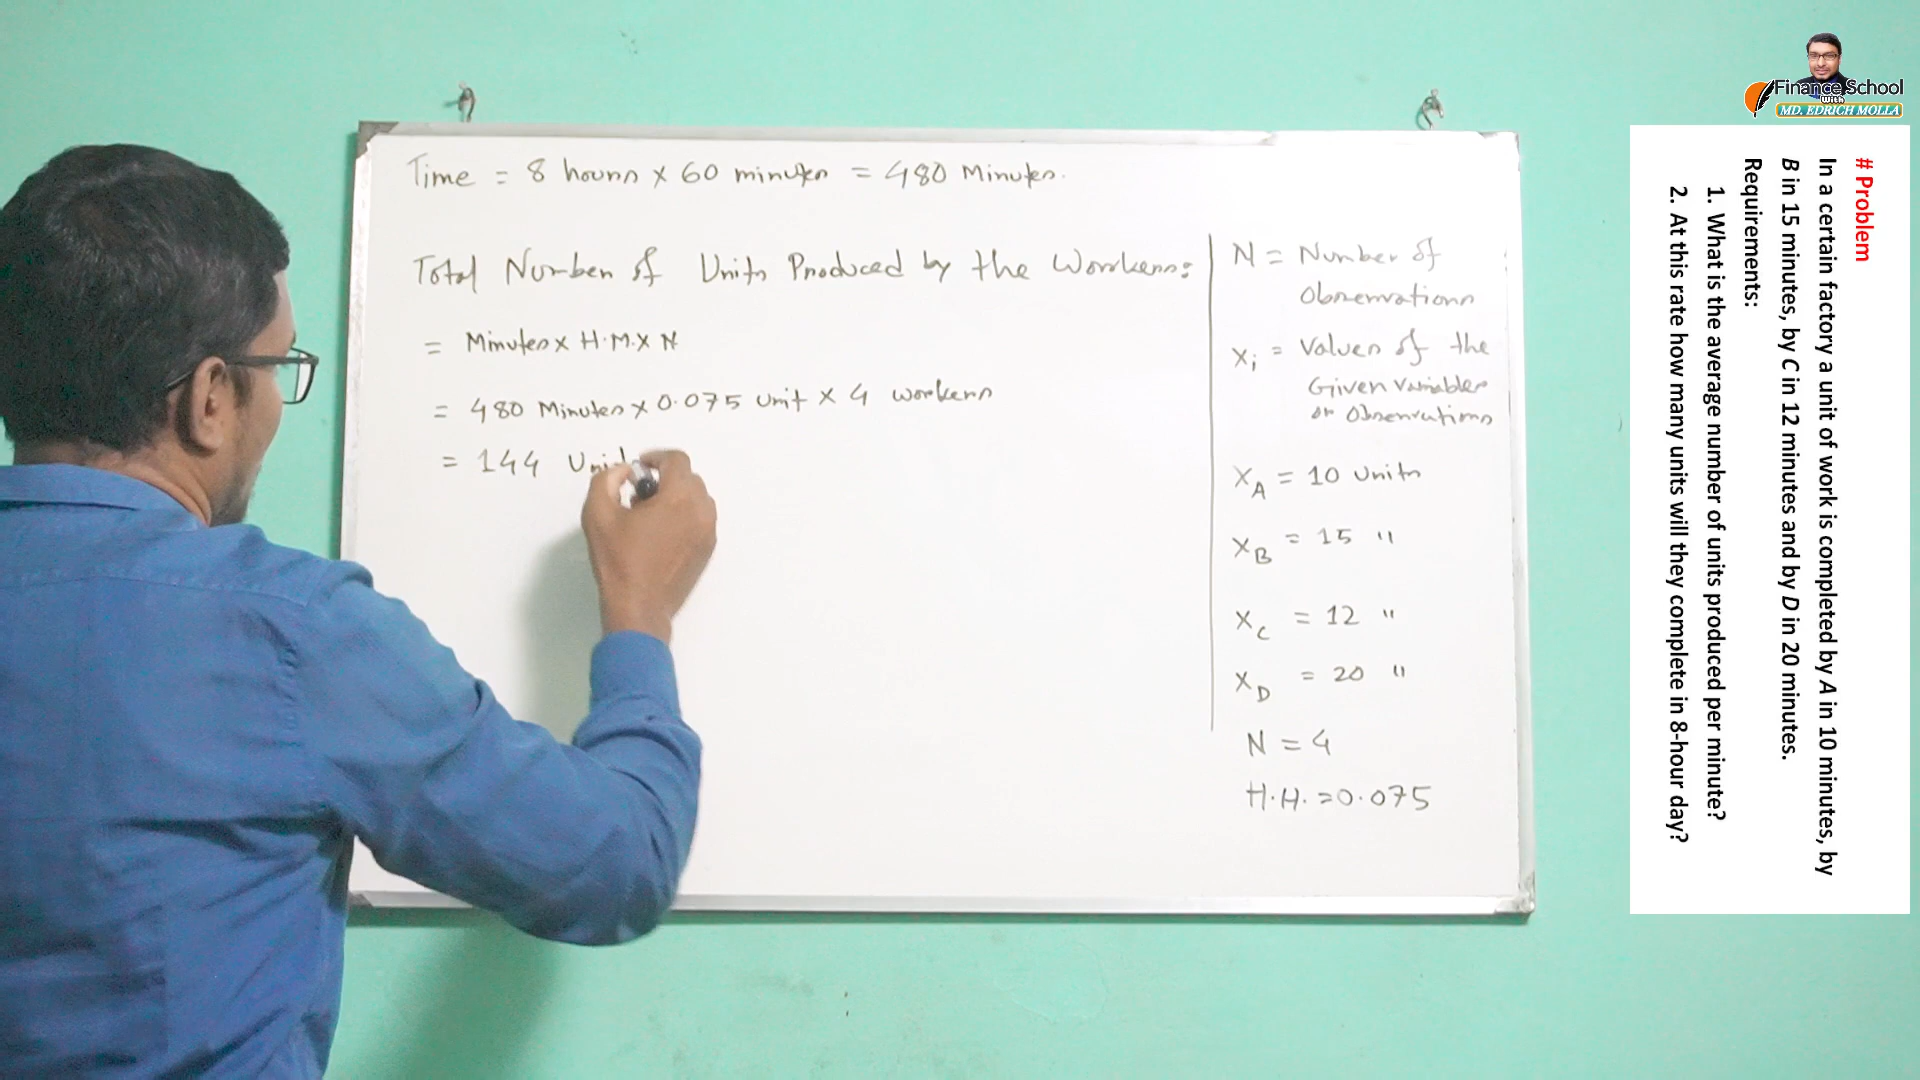 Time = 8 hours × 60 minutes = 480 Minutes.
Total Number of Units Produced by the Workers:
= Minutes × H.M. × N
= 480 Minutes × 0.075 Unit × 4 workers
= 144 Units
N = Number of
Observations
Xi = Values of the
Given Variables
or Observations
XA = 10 Units
XB = 15 "
XC = 12 "
XD = 20 "
N = 4
H.H. = 0.075
Finance School
With
MD. EDRICH MOLLA
# Problem
In a certain factory a unit of work is completed by A in 10 minutes, by
B in 15 minutes, by C in 12 minutes and by D in 20 minutes.
Requirements:
1. What is the average number of units produced per minute?
2. At this rate how many units will they complete in 8-hour day?